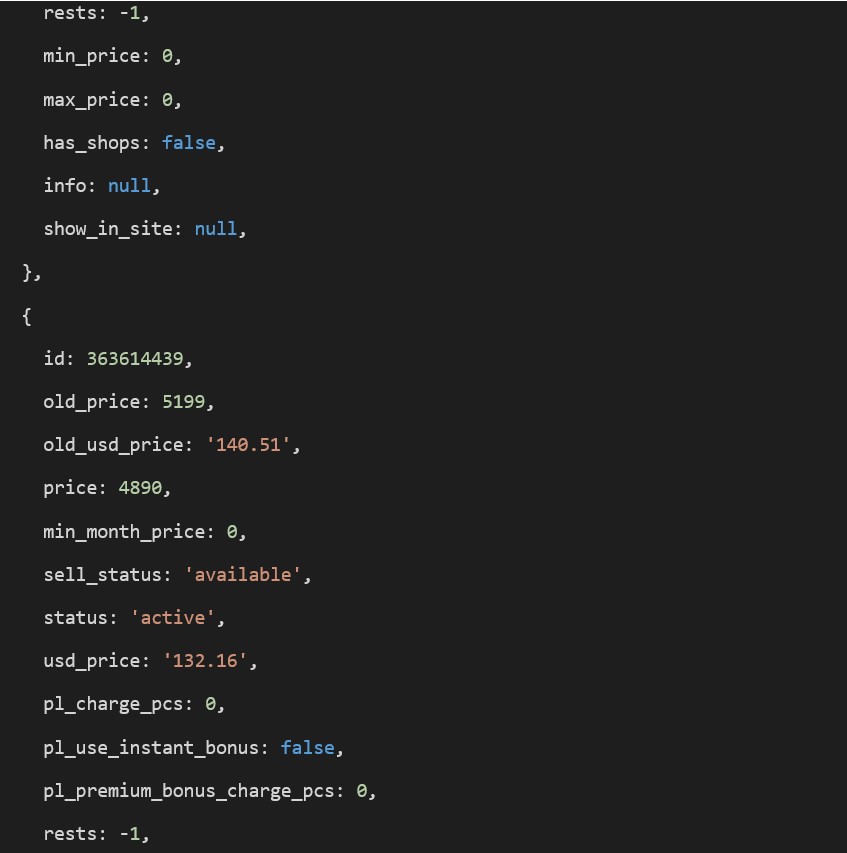 rests: -1,
min_price: 0,
max_price: 0,
has_shops: false,
info: null,
show_in_site: null,
},
{
id: 363614439,
old_price: 5199,
old_usd_price: '140.51',
price: 4890,
min_month_price: 0,
sell_status: 'available',
status: 'active',
usd_price: '132.16',
pl_charge_pcs: 0,
pl_use_instant_bonus: false,
pl_premium_bonus_charge_pcs: 0,
rests: -1,